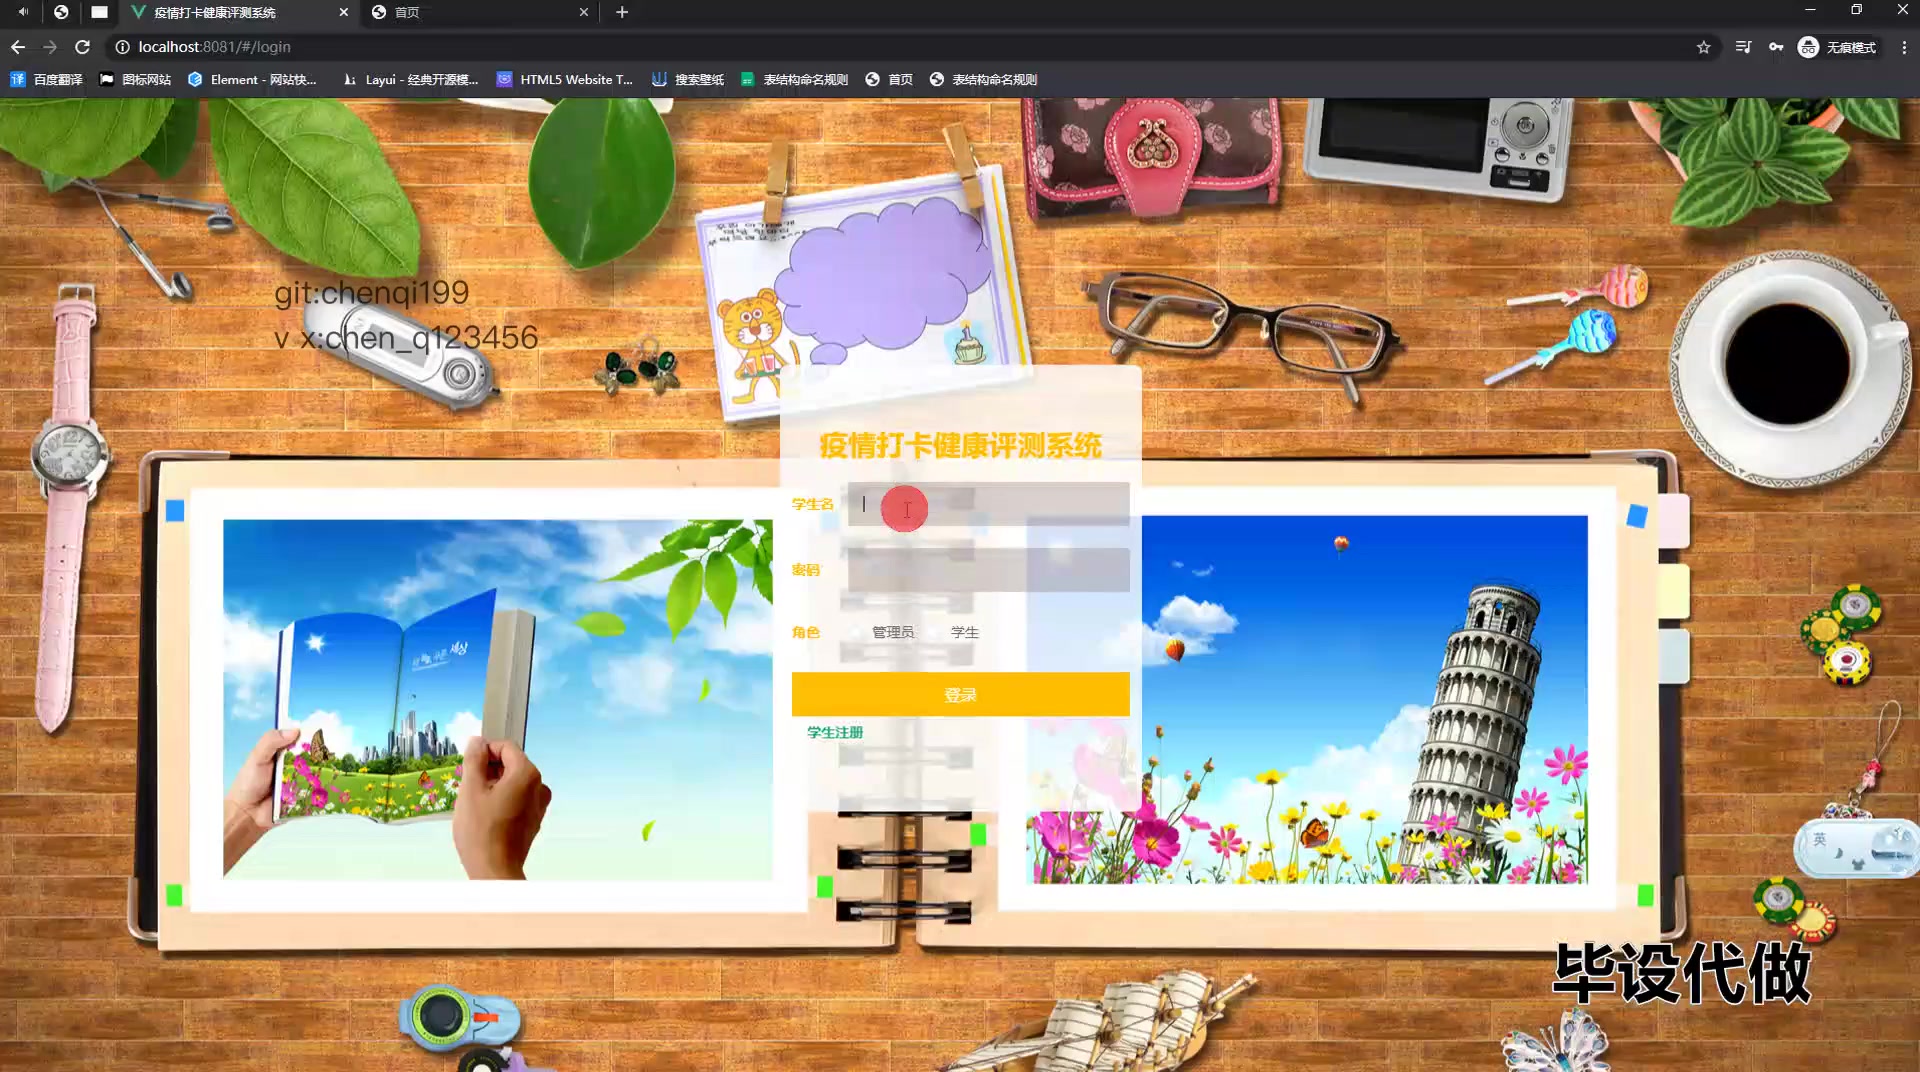 疫情打卡健康评测系统
首页
localhost:8081/#/login
无痕模式
百度翻译
图标网站
Element - 网站快...
Layui - 经典开源模...
HTML5 Website T...
搜索壁纸
表结构命名规则
首页
表结构命名规则
git:chenqi199
v x:chen_q123456
疫情打卡健康评测系统
学生名
密码
角色 管理员 学生
登录
学生注册
세상
英
毕设代做